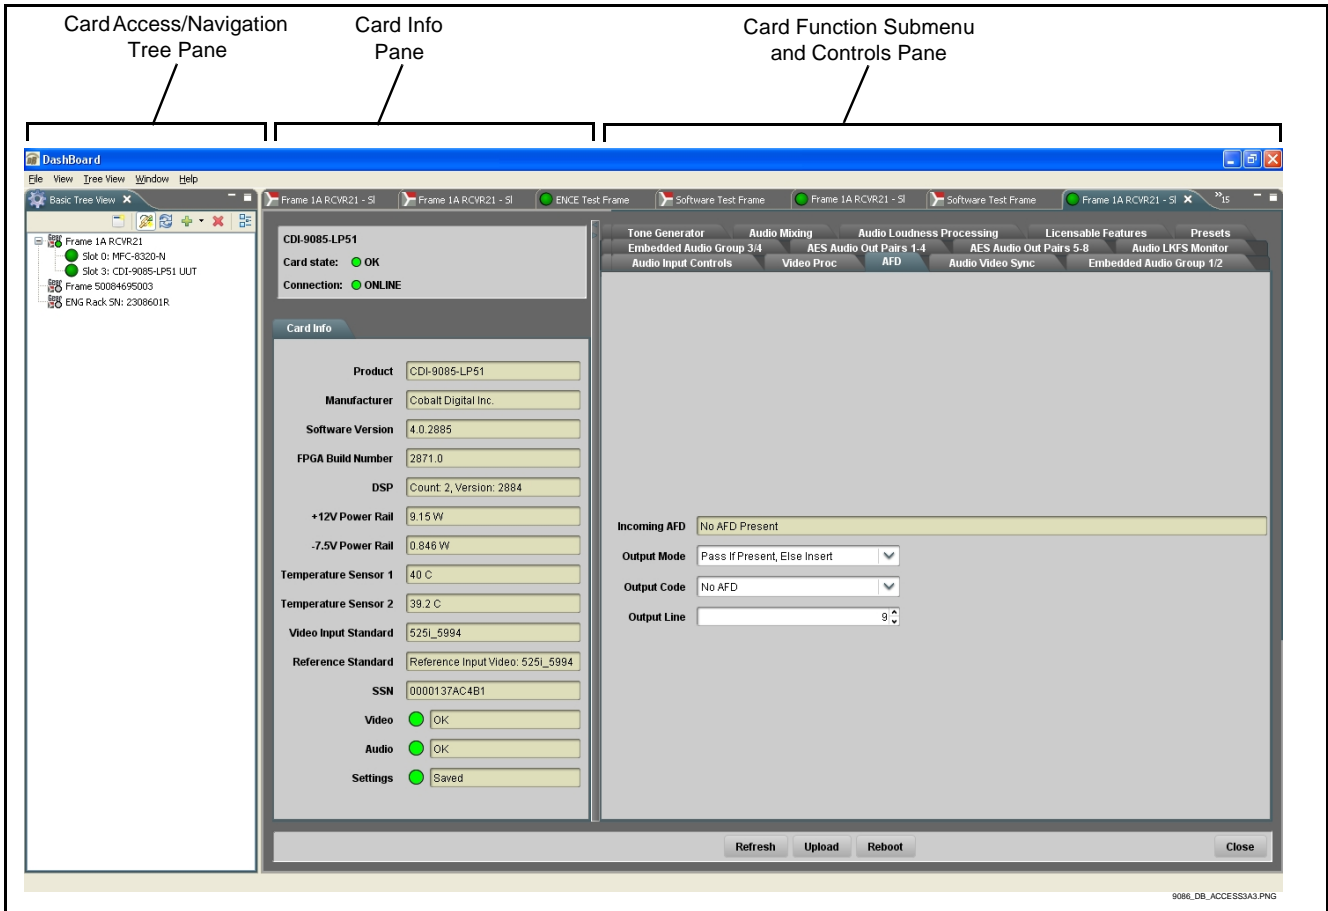 Card Access/Navigation
Tree Pane
Card Info
Pane
Card Function Submenu
and Controls Pane
DashBoard
File View Tree View Window Help
Basic Tree View
Frame 1A RCVR21 - Sl
Frame 1A RCVR21 - Sl
ENCE Test Frame
Software Test Frame
Frame 1A RCVR21 - Sl
Software Test Frame
Frame 1A RCVR21 - Sl
»15
Frame 1A RCVR21
Slot 0: MFC-8320-N
Slot 3: CDI-9085-LP51 UUT
Frame 50084695003
ENG Rack SN: 2308601R
CDI-9085-LP51
Card state: OK
Connection: ONLINE
Card Info
Product CDI-9085-LP51
Manufacturer Cobalt Digital Inc.
Software Version 4.0.2885
FPGA Build Number 2871.0
DSP Count: 2, Version: 2884
+12V Power Rail 9.15 W
-7.5V Power Rail 0.846 W
Temperature Sensor 1 40 C
Temperature Sensor 2 39.2 C
Video Input Standard 525i_5994
Reference Standard Reference Input Video: 525i_5994
SSN 0000137AC4B1
Video OK
Audio OK
Settings Saved
Tone Generator Audio Mixing Audio Loudness Processing Licensable Features Presets
Embedded Audio Group 3/4 AES Audio Out Pairs 1-4 AES Audio Out Pairs 5-8 Audio LKFS Monitor
Audio Input Controls Video Proc AFD Audio Video Sync Embedded Audio Group 1/2
Incoming AFD No AFD Present
Output Mode Pass If Present, Else Insert
Output Code No AFD
Output Line 9
Refresh Upload Reboot Close
9086_DB_ACCESS3A3.PNG